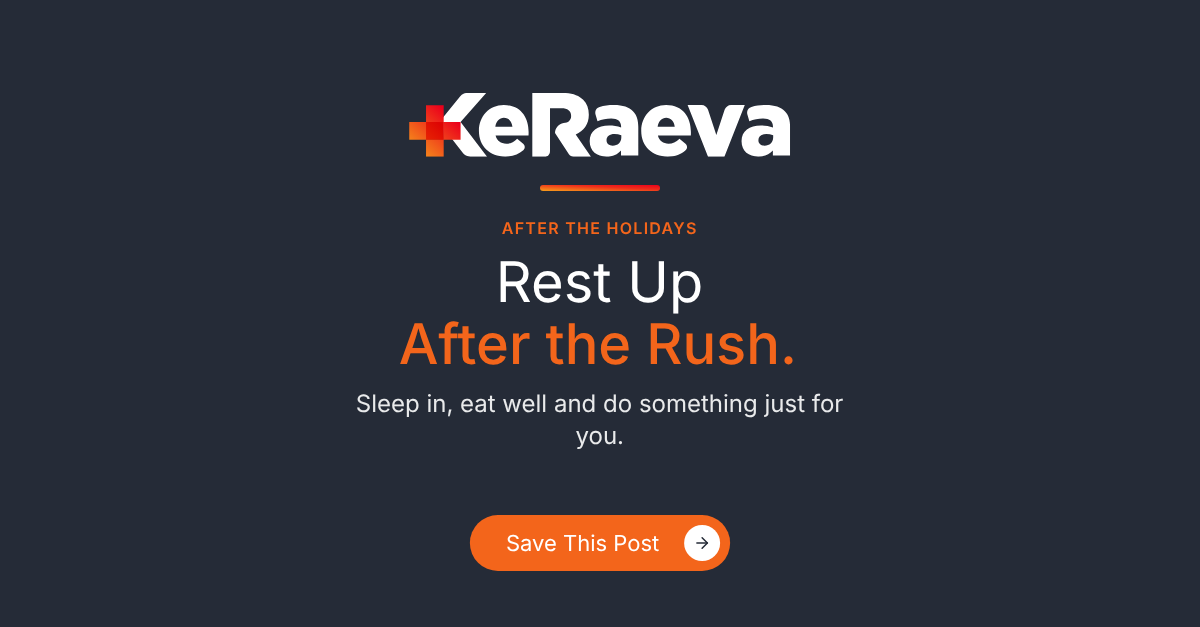 KeRaeva
AFTER THE HOLIDAYS
Rest Up
After the Rush.
Sleep in, eat well and do something just for
you.
Save This Post